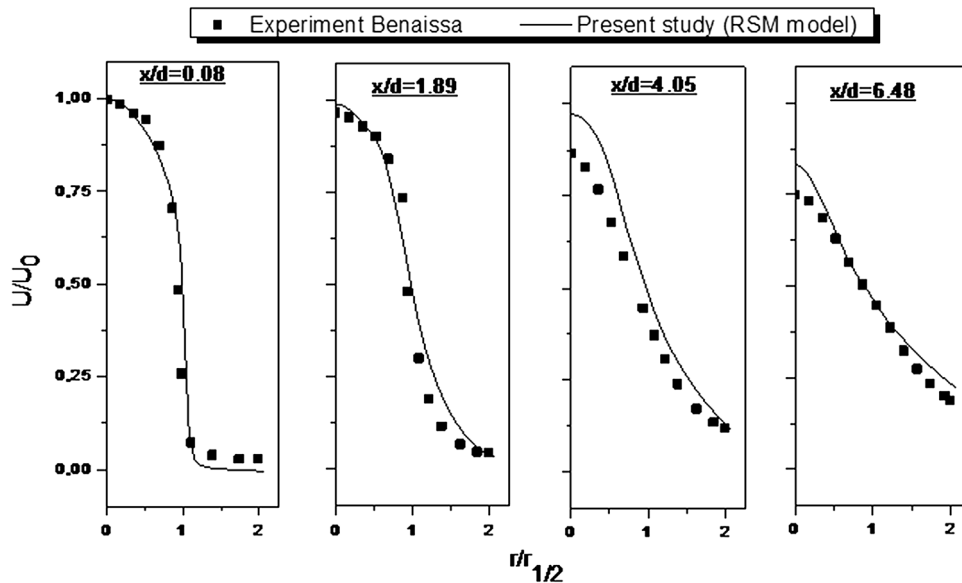 Experiment Benaissa
Present study (RSM model)
x/d=0.08
x/d=1.89
x/d=4.05
x/d=6.48
1.00
0.75
0.50
0.25
0.00
U/U0
0 1 2
0 1 2
0 1 2
0 1 2
r/r1/2